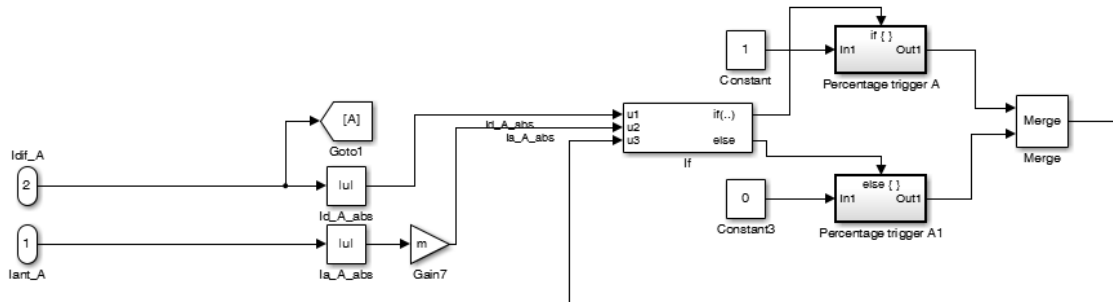 if { }
In1
Out1
1
Constant
Percentage trigger A
[A]
Goto1
u1
if(..)
Id_A_abs
u2
Ia_A_abs
u3
else
If
Merge
Merge
Idif_A
2
|u|
Id_A_abs
else { }
In1
Out1
0
Constant3
Percentage trigger A1
1
Iant_A
|u|
Ia_A_abs
m
Gain7